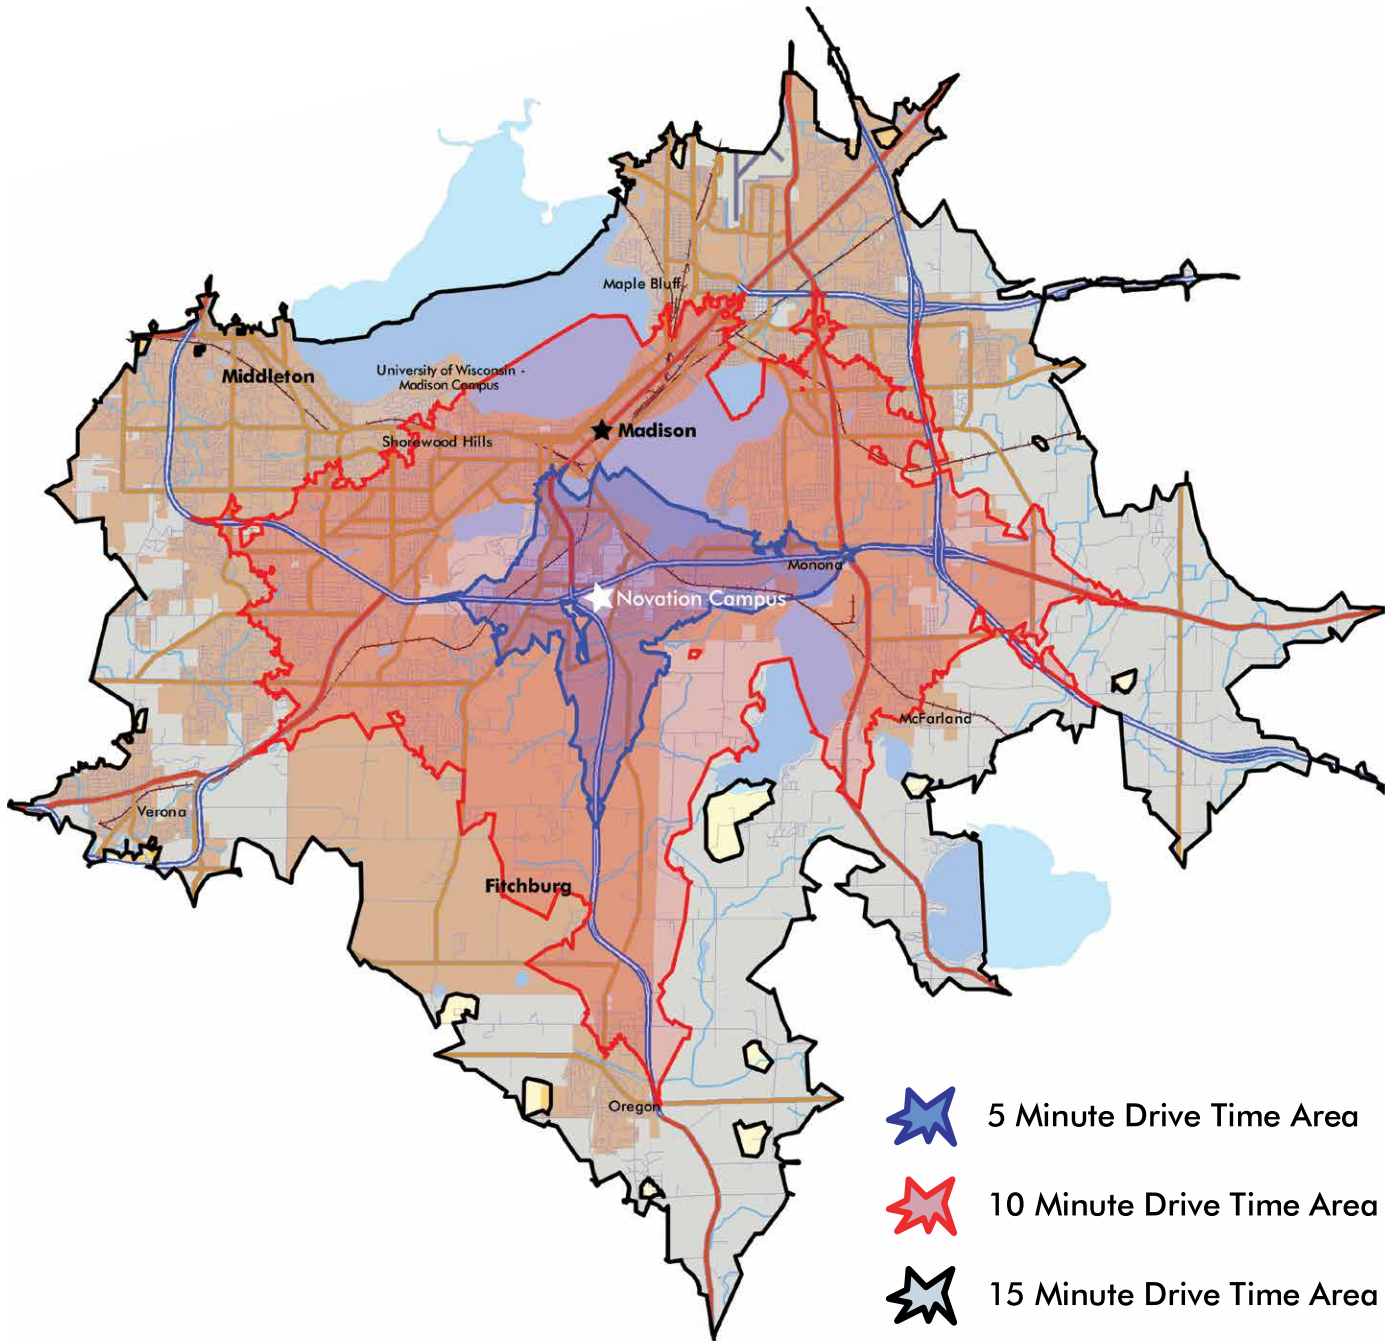 Maple Bluff
University of Wisconsin -
Madison Campus
Middleton
Madison
Shorewood Hills
Monona
Novation Campus
McFarland
Verona
Fitchburg
Oregon
5 Minute Drive Time Area
10 Minute Drive Time Area
15 Minute Drive Time Area